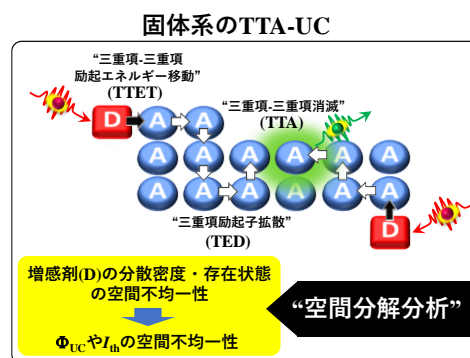 固体系のTTA-UC
“三重項-三重項
励起エネルギー移動”
(TTET)
“三重項-三重項消滅”
(TTA)
D A A
A A A A A A
A A A A A
D
“三重項励起子拡散”
(TED)
増感剤(D)の分散密度・存在状態
の空間不均一性
ΦUCやIthの空間不均一性
“空間分解分析”